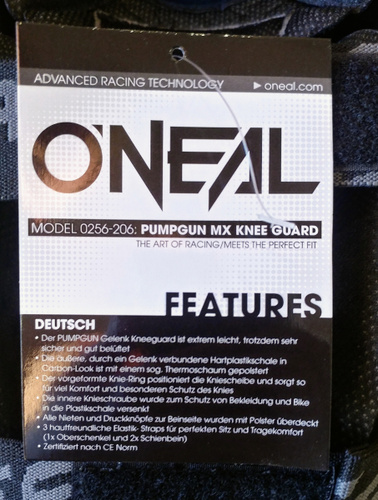 ADVANCED RACING TECHNOLOGY ▶ oneal.com
O'NEAL
MODEL 0256-206: PUMPGUN MX KNEE GUARD
THE ART OF RACING/MEETS THE PERFECT FIT
FEATURES
DEUTSCH
• Der PUMPGUN Gelenk Kneeguard ist extrem leicht, trotzdem sehr
sicher und gut belüftet
• Die äußere, durch ein Gelenk verbundene Hartplastikschale in
Carbon-Look ist mit einem sog. Thermoschaum gepolstert
• Der vorgeformte Knie-Ring positioniert die Kniescheibe und sorgt so
für viel Komfort und besonderen Schutz des Knies
• Die innere Knieschraube wurde zum Schutz von Bekleidung und Bike
in die Plastikschale versenkt
• Alle Nieten und Druckknöpfe zur Beinseite wurden mit Polster überdeckt
• 3 hautfreundliche Elastik- Straps für perfekten Sitz und Tragekomfort
(1x Oberschenkel und 2x Schienbein)
• Zertifiziert nach CE Norm